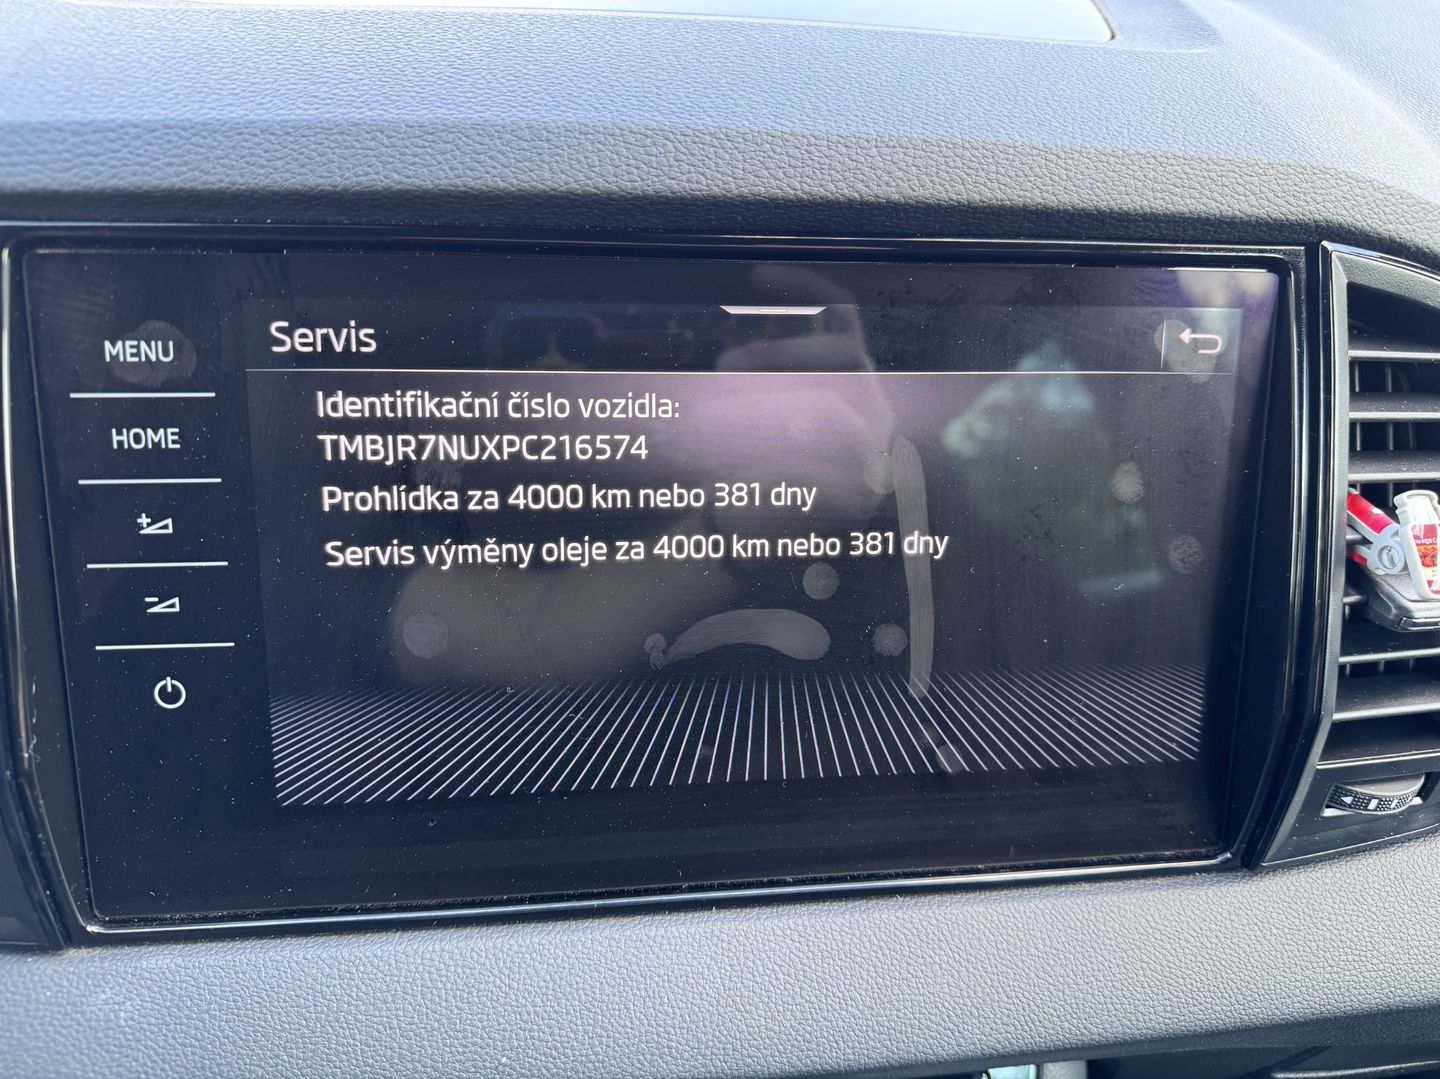 Servis
MENU
HOME
Identifikační číslo vozidla:
TMBJR7NUXPC216574
Prohlídka za 4000 km nebo 381 dny
Servis výměny oleje za 4000 km nebo 381 dny